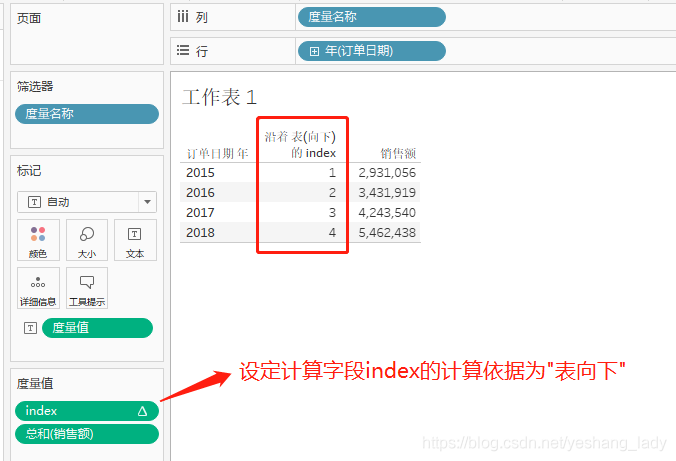 页面
列
度量名称
行
年(订单日期)
筛选器
度量名称
标记
自动
颜色
大小
文本
详细信息
工具提示
度量值
度量值
index
总和(销售额)
工作表 1
沿着 表(向下)
订单日期 年 的 index 销售额
2015 1 2,931,056
2016 2 3,431,919
2017 3 4,243,540
2018 4 5,462,438
设定计算字段index的计算依据为"表向下"
https://blog.csdn.net/yeshang_lady